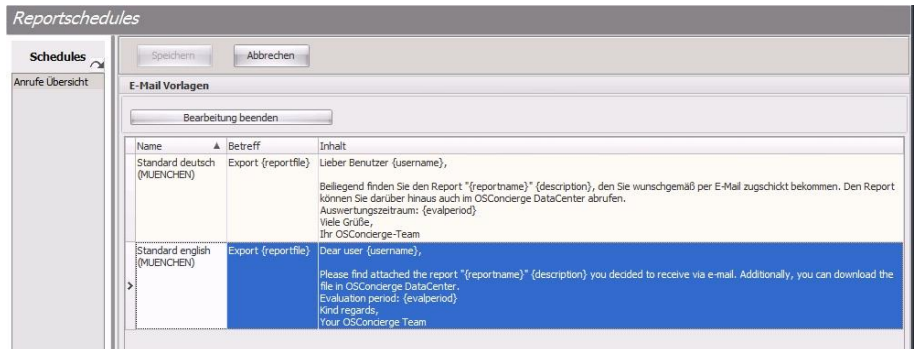 Reportschedules
Schedules
Speichern
Abbrechen
Anrufe Übersicht
E-Mail Vorlagen
Bearbeitung beenden
Name
Betreff
Inhalt
Standard deutsch
(MUENCHEN)
Export {reportfile}
Lieber Benutzer {username},
Beiliegend finden Sie den Report "{reportname}" {description}, den Sie wunschgemäß per E-Mail zugschickt bekommen. Den Report
können Sie darüber hinaus auch im OSConcierge DataCenter abrufen.
Auswertungszeitraum: {evalperiod}
Viele Grüße,
Ihr OSConcierge-Team
Standard english
(MUENCHEN)
Export {reportfile}
Dear user {username},
Please find attached the report "{reportname}" {description} you decided to receive via e-mail. Additionally, you can download the
file in OSConcierge DataCenter.
Evaluation period: {evalperiod}
Kind regards,
Your OSConcierge Team